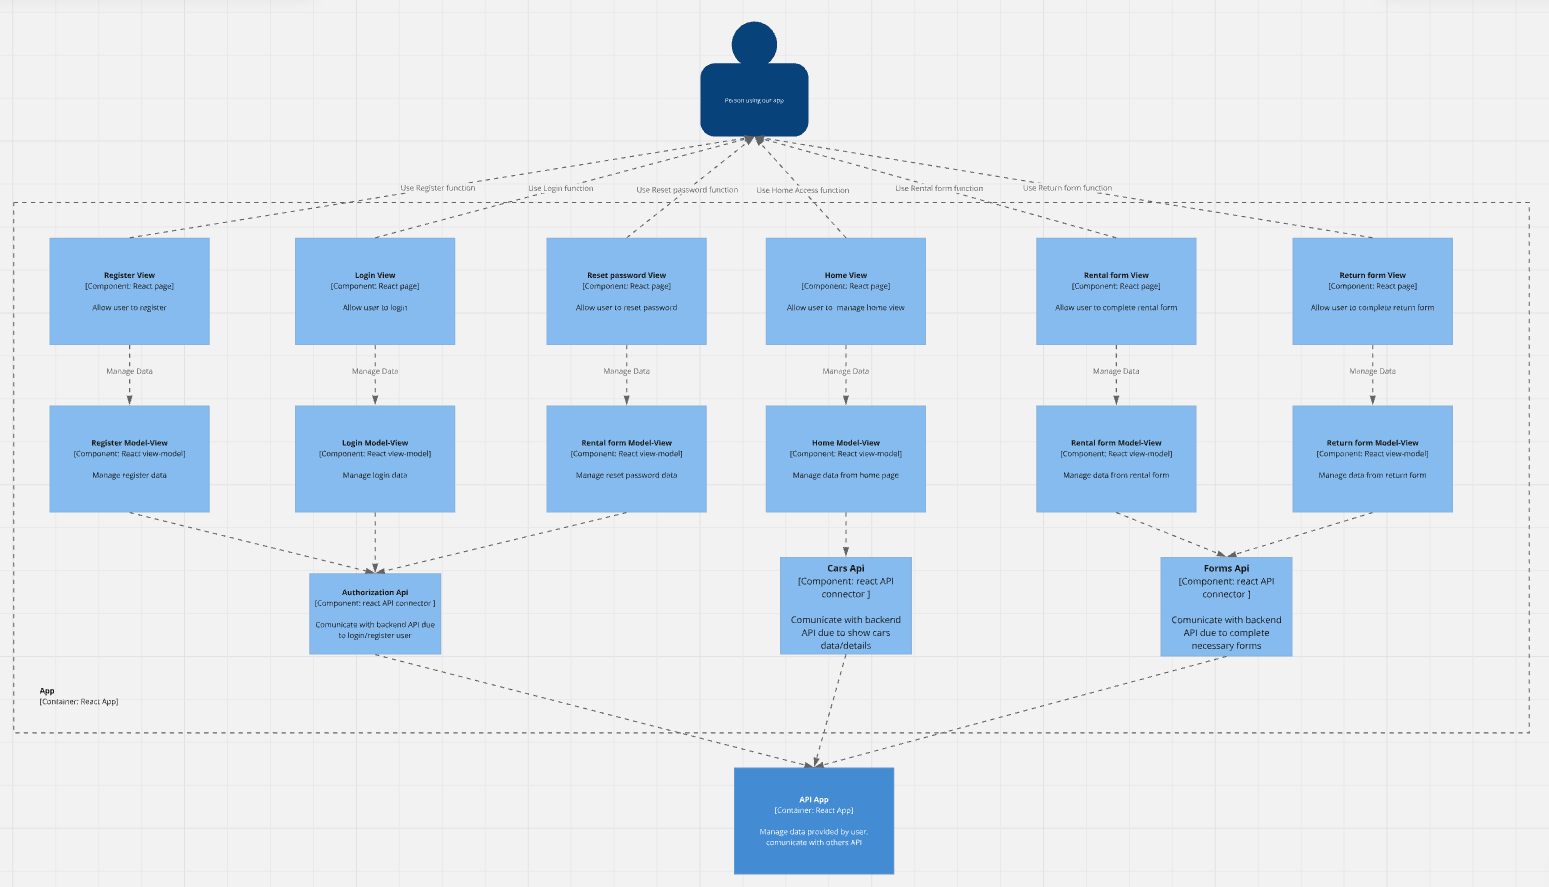 Person using our app
Use Register function
Use Login function
Use Reset password function
Use Home Access function
Use Rental form function
Use Return form function
Register View
[Component: React page]
Allow user to register
Login View
[Component: React page]
Allow user to login
Reset password View
[Component: React page]
Allow user to reset password
Home View
[Component: React page]
Allow user to manage home view
Rental form View
[Component: React page]
Allow user to complete rental form
Return form View
[Component: React page]
Allow user to complete return form
Manage Data
Manage Data
Manage Data
Manage Data
Manage Data
Manage Data
Register Model-View
[Component: React view-model]
Manage register data
Login Model-View
[Component: React view-model]
Manage login data
Rental form Model-View
[Component: React view-model]
Manage reset password data
Home Model-View
[Component: React view-model]
Manage data from home page
Rental form Model-View
[Component: React view-model]
Manage data from rental form
Return form Model-View
[Component: React view-model]
Manage data from return form
Authorization Api
[Component: react API connector ]
Comunicate with backend API due
to login/register user
Cars Api
[Component: react API
connector ]
Comunicate with backend
API due to show cars
data/details
Forms Api
[Component: react API
connector ]
Comunicate with backend
API due to complete
necessary forms
App
[Container: React App]
API App
[Container: React App]
Manage data provided by user,
comunicate with others API